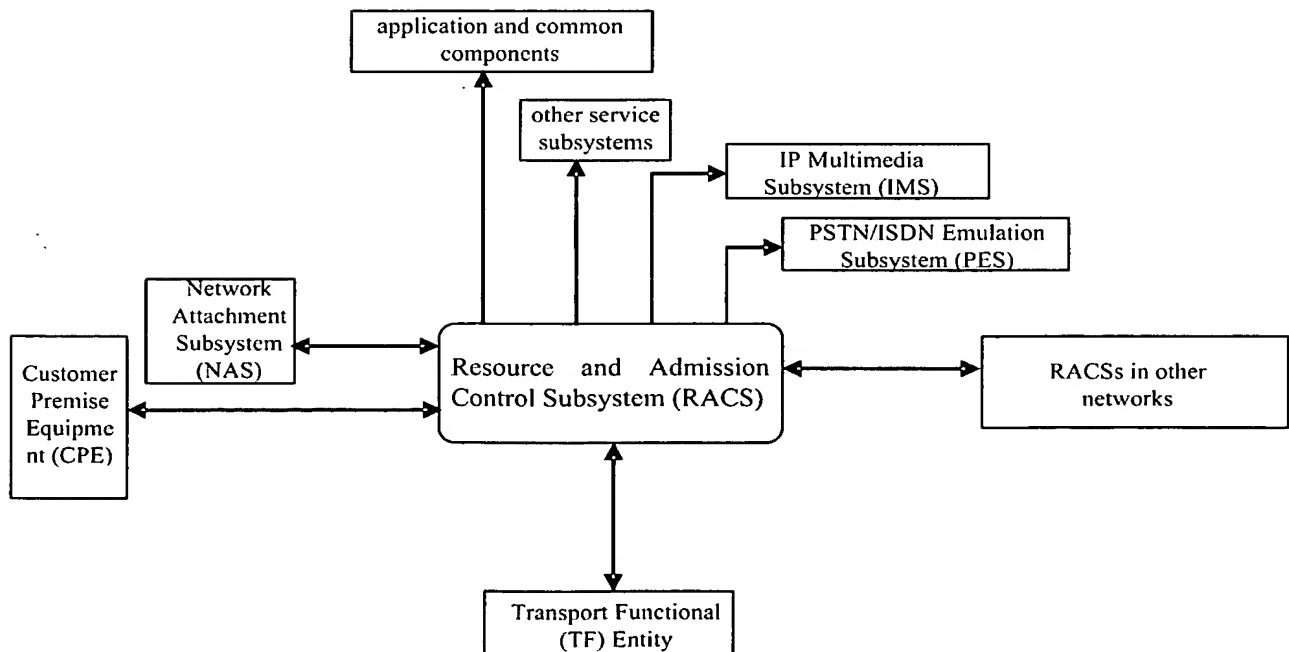 application and common
components
other service
subsystems
IP Multimedia
Subsystem (IMS)
PSTN/ISDN Emulation
Subsystem (PES)
Network
Attachment
Subsystem
(NAS)
Customer
Premise
Equipme
nt (CPE)
Resource and Admission
Control Subsystem (RACS)
RACSs in other
networks
Transport Functional
(TF) Entity